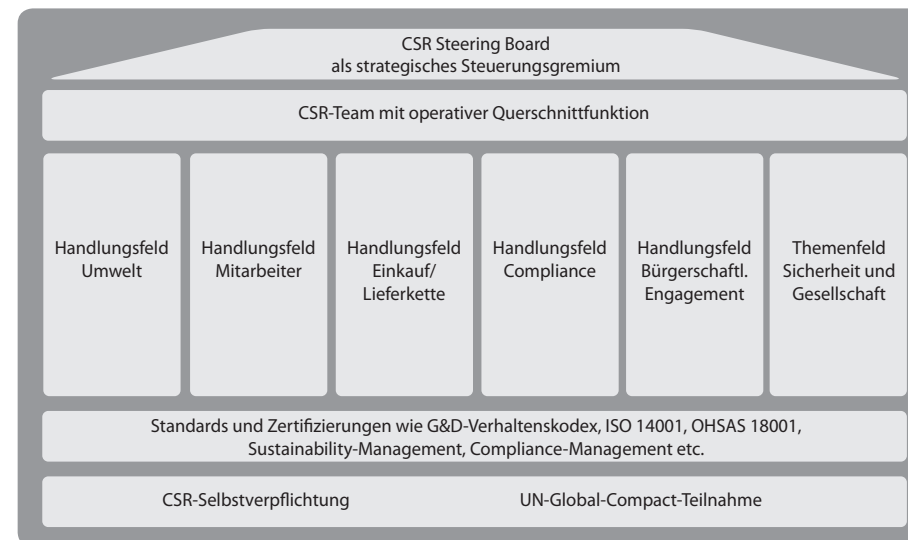 CSR Steering Board
als strategisches Steuerungsgremium
CSR-Team mit operativer Querschnittfunktion
Handlungsfeld
Umwelt
Handlungsfeld
Mitarbeiter
Handlungsfeld
Einkauf/
Lieferkette
Handlungsfeld
Compliance
Handlungsfeld
Bürgerschaftl.
Engagement
Themenfeld
Sicherheit und
Gesellschaft
Standards und Zertifizierungen wie G&D-Verhaltenskodex, ISO 14001, OHSAS 18001,
Sustainability-Management, Compliance-Management etc.
CSR-Selbstverpflichtung
UN-Global-Compact-Teilnahme